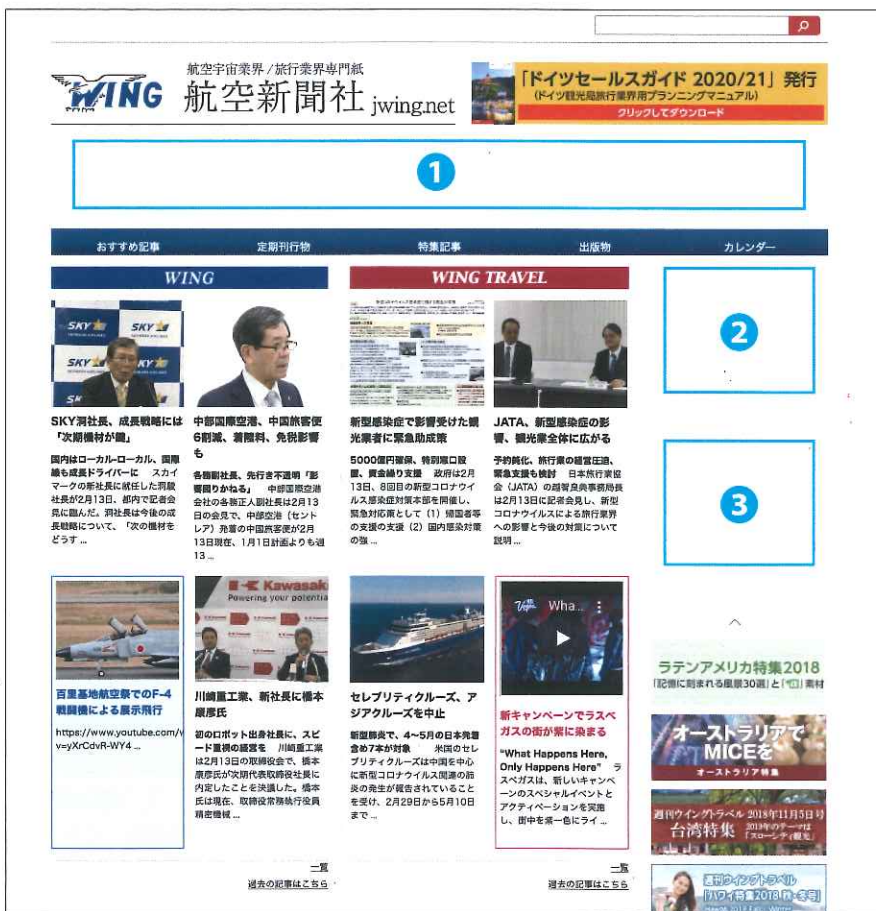 WING
航空宇宙業界/旅行業界専門紙
航空新聞社 jwing.net
「ドイツセールスガイド 2020/21」発行
(ドイツ観光局旅行業界用プランニングマニュアル)
クリックしてダウンロード
1
おすすめ記事 定期刊行物 特集記事 出版物 カレンダー
WING
WING TRAVEL
2
3
SKY洞社長、成長戦略には
「次期機材が鍵」
国内はローカル-ローカル、国際
線も成長ドライバーに スカイ
マークの新社長に就任した洞駿
社長が2月13日、都内で記者会
見に臨んだ。洞社長は今後の成
長戦略について、「次の機材を
どうす ...
中部国際空港、中国旅客便
6割減、着陸料、免税影響
も
各務副社長、先行き不透明「影
響図りかねる」 中部国際空港
会社の各務正人副社長は2月13
日の会見で、中部空港(セント
レア)発着の中国旅客便が2月
13日現在、1月1日計画よりも週
13 ...
新型感染症で影響受けた観
光業者に緊急助成策
5000億円確保、特別窓口設
置、資金繰り支援 政府は2月
13日、8回目の新型コロナウイ
ルス感染症対策本部を開催し、
緊急対応策として(1)帰国者等
の支援の支援(2)国内感染対策
の強 ...
JATA、新型感染症の影
響、観光業全体に広がる
予約鈍化、旅行業の経営圧迫、
緊急支援も検討 日本旅行業協
会(JATA)の越智良典事務局長
は2月13日に記者会見し、新型
コロナウイルスによる旅行業界
への影響と今後の対策について
説明 ...
百里基地航空祭でのF-4
戦闘機による展示飛行
https://www.youtube.com/v
v=yXrCdvR-WY4 ...
Kawasaki
Powering your potentia
川崎重工業、新社長に橋本
康彦氏
初のロボット出身社長に、スピ
ード重視の経営を 川崎重工業
は2月13日の取締役会で、橋本
康彦氏が次期代表取締役社長に
内定したことを決議した。橋本
氏は現在、取締役常務執行役員
精密機械 ...
セレブリティクルーズ、ア
ジアクルーズを中止
新型肺炎で、4～5月の日本発着
含め7本が対象 米国のセレ
ブリティクルーズは中国を中心
に新型コロナウイルス関連の肺
炎の発生が報告されていること
を受け、2月29日から5月10日
まで ...
Wha...
新キャンペーンでラスベ
ガスの街が紫に染まる
"What Happens Here,
Only Happens Here" ラ
スベガスは、新しいキャンペ
ーンのスペシャルイベントと
アクティベーションを実施
し、街中を紫一色にライ ...
一覧
過去の記事はこちら
一覧
過去の記事はこちら
ラテンアメリカ特集2018
「記憶に刻まれる風景30選」と「」素材
オーストラリアで
MICEを
オーストラリア特集
週刊ウイングトラベル 2018年11月5日号
台湾特集 2019年のテーマは
「スローシティ観光」
週刊ウイングトラベル
「ハワイ特集2018 秋・冬号」